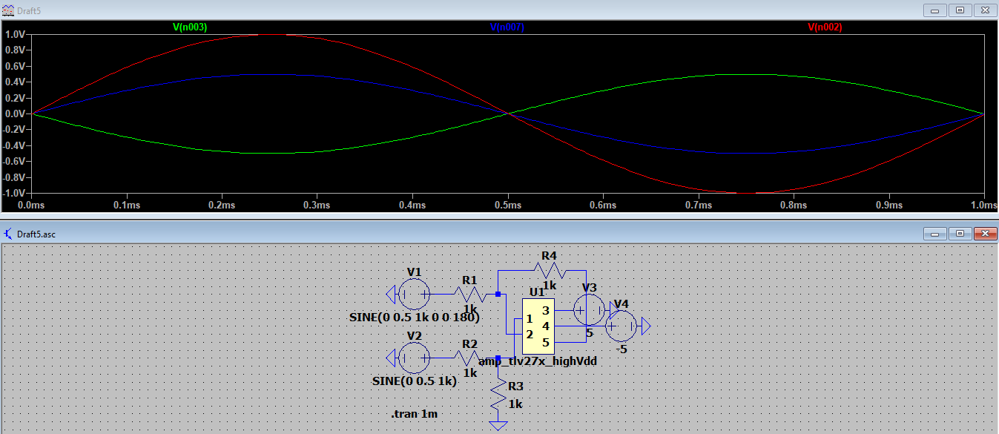 Draft5
V(n003) V(n007) V(n002)
1.0V
0.8V
0.6V
0.4V
0.2V
0.0V
-0.2V
-0.4V
-0.6V
-0.8V
-1.0V
0.0ms 0.1ms 0.2ms 0.3ms 0.4ms 0.5ms 0.6ms 0.7ms 0.8ms 0.9ms 1.0ms
Draft5.asc
R4
1k
V1
R1
1k
SINE(0 0.5 1k 0 0 180)
U1
V3
5
V4
-5
1
2
3
4
5
amp_tlv27x_highVdd
V2
R2
1k
SINE(0 0.5 1k)
R3
1k
.tran 1m